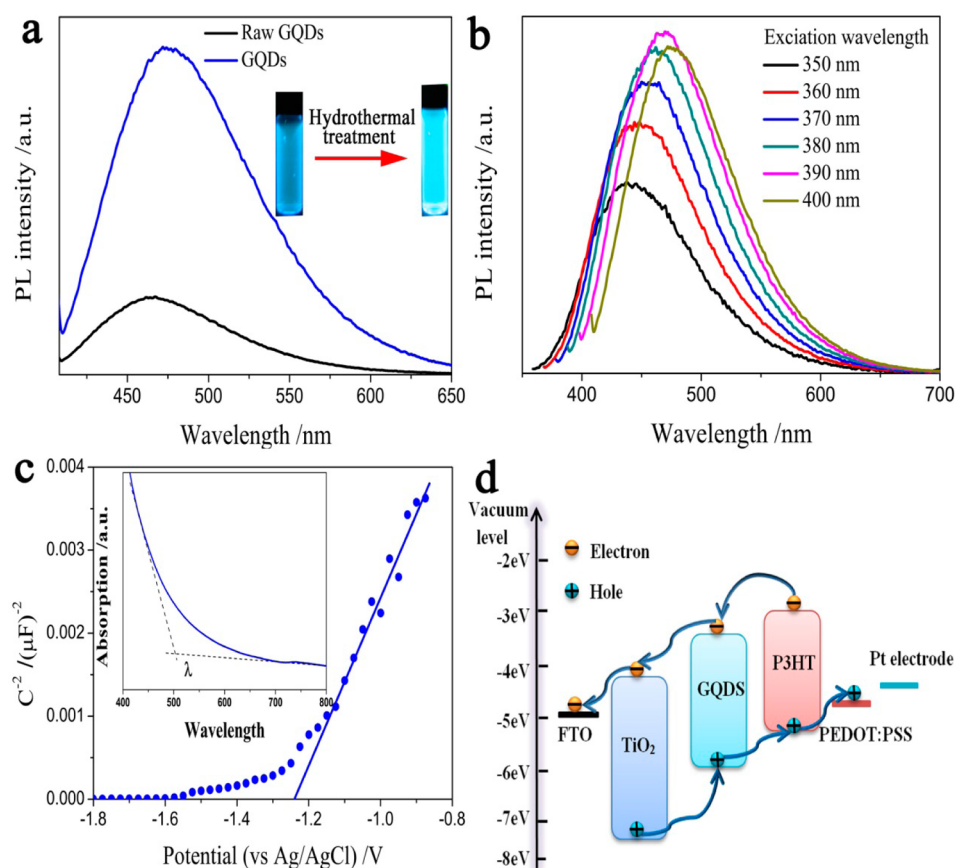 a
Raw GQDs
GQDs
Hydrothermal
treatment
PL intensity /a.u.
450 500 550 600 650
Wavelength /nm
b
Exciation wavelength
350 nm
360 nm
370 nm
380 nm
390 nm
400 nm
PL intensity /a.u.
400 500 600 700
Wavelength /nm
c
0.004
0.003
0.002
0.001
0.000
C⁻² /(μF)⁻²
-1.8 -1.6 -1.4 -1.2 -1.0 -0.8
Potential (vs Ag/AgCl) /V
Absorption /a.u.
λ
400 500 600 700 800
Wavelength
d
Vacuum
level
Electron
Hole
-2eV
-3eV
-4eV
-5eV
-6eV
-7eV
-8eV
FTO
TiO₂
GQDS
P3HT
Pt electrode
PEDOT:PSS